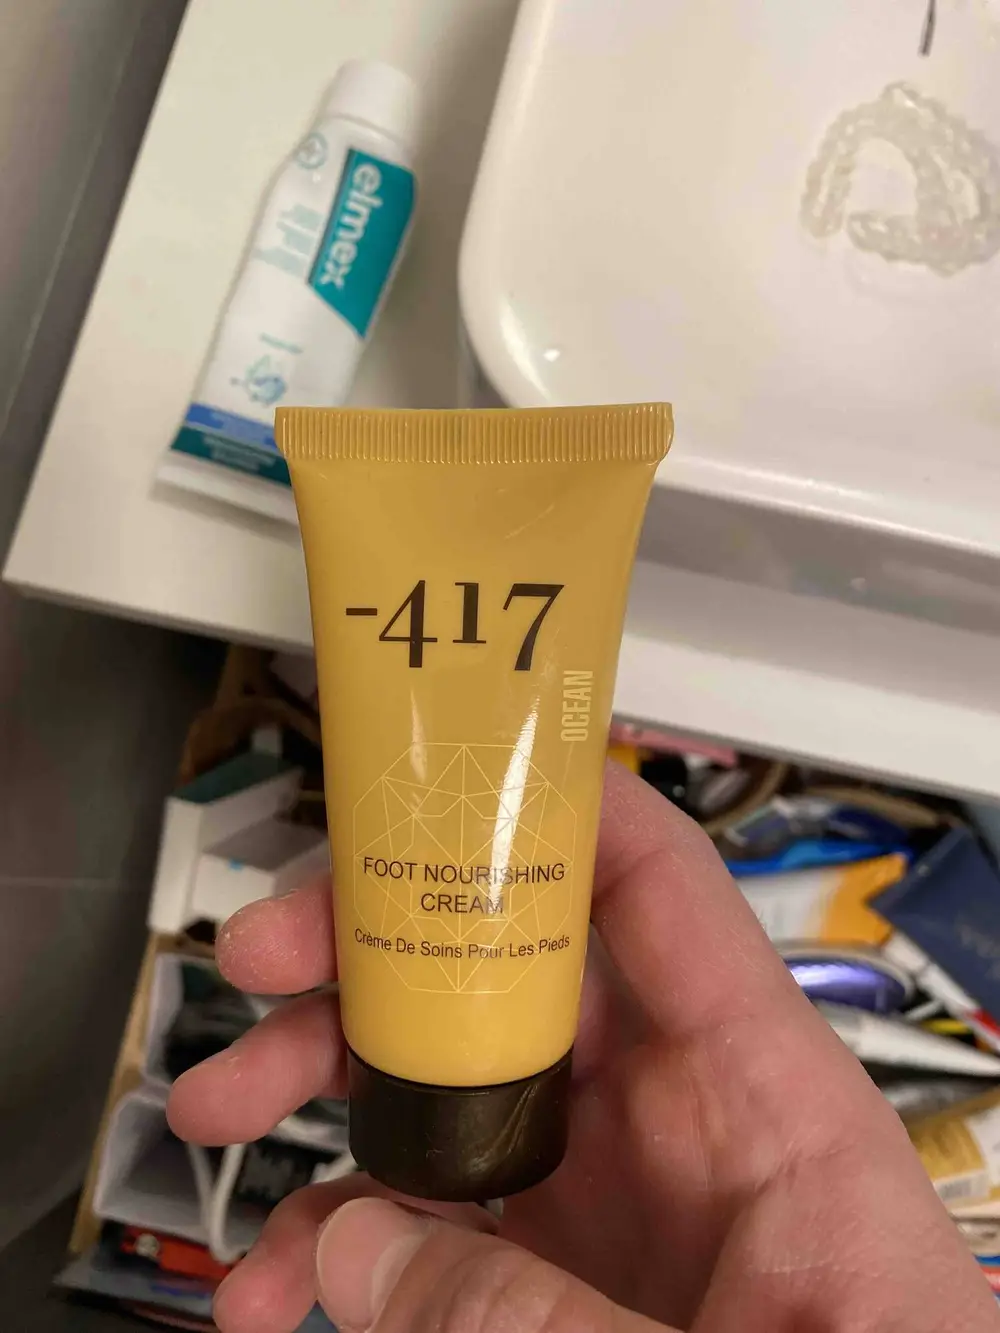 elmex
-417
OCEAN
FOOT NOURISHING
CREAM
Crème De Soins Pour Les Pieds